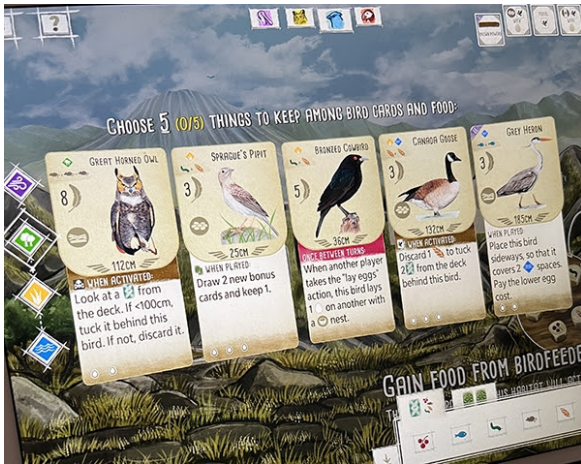 ?
CHOOSE 5 (0/5) THINGS TO KEEP AMONG BIRD CARDS AND FOOD:
GREAT HORNED OWL
8
112CM
WHEN ACTIVATED:
Look at a from
the deck. If <100cm,
tuck it behind this
bird. If not, discard it.
SPRAGUE'S PIPIT
3
25CM
WHEN PLAYED
Draw 2 new bonus
cards and keep 1.
BRONZED COWBIRD
5
36CM
ONCE BETWEEN TURNS:
When another player
takes the "lay eggs"
action, this bird lays
1 on another with
a nest.
CANADA GOOSE
3
132CM
WHEN ACTIVATED:
Discard 1 to tuck
2 from the deck
behind this bird.
GREY HERON
3
185CM
WHEN PLAYED
Place this bird
sideways, so that it
covers 2 spaces.
Pay the lower egg
cost.
GAIN FOOD FROM BIRDFEEDE
THIS HABITAT WILL ACT